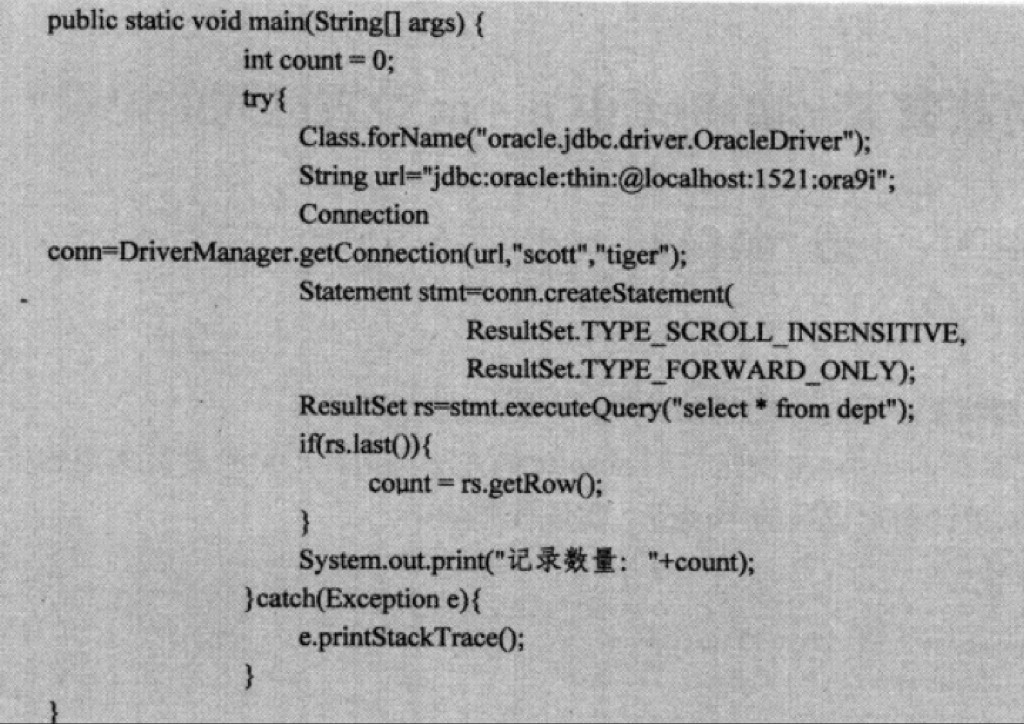 public static void main(String[] args) {
int count = 0;
try{
Class.forName("oracle.jdbc.driver.OracleDriver");
String url="jdbc:oracle:thin:@localhost:1521:ora9i";
Connection
conn=DriverManager.getConnection(url,"scott","tiger");
Statement stmt=conn.createStatement(
ResultSet.TYPE_SCROLL_INSENSITIVE,
ResultSet.TYPE_FORWARD_ONLY);
ResultSet rs=stmt.executeQuery("select * from dept");
if(rs.last()){
count = rs.getRow();
}
System.out.print("记录数量： "+count);
}catch(Exception e){
e.printStackTrace();
}
}